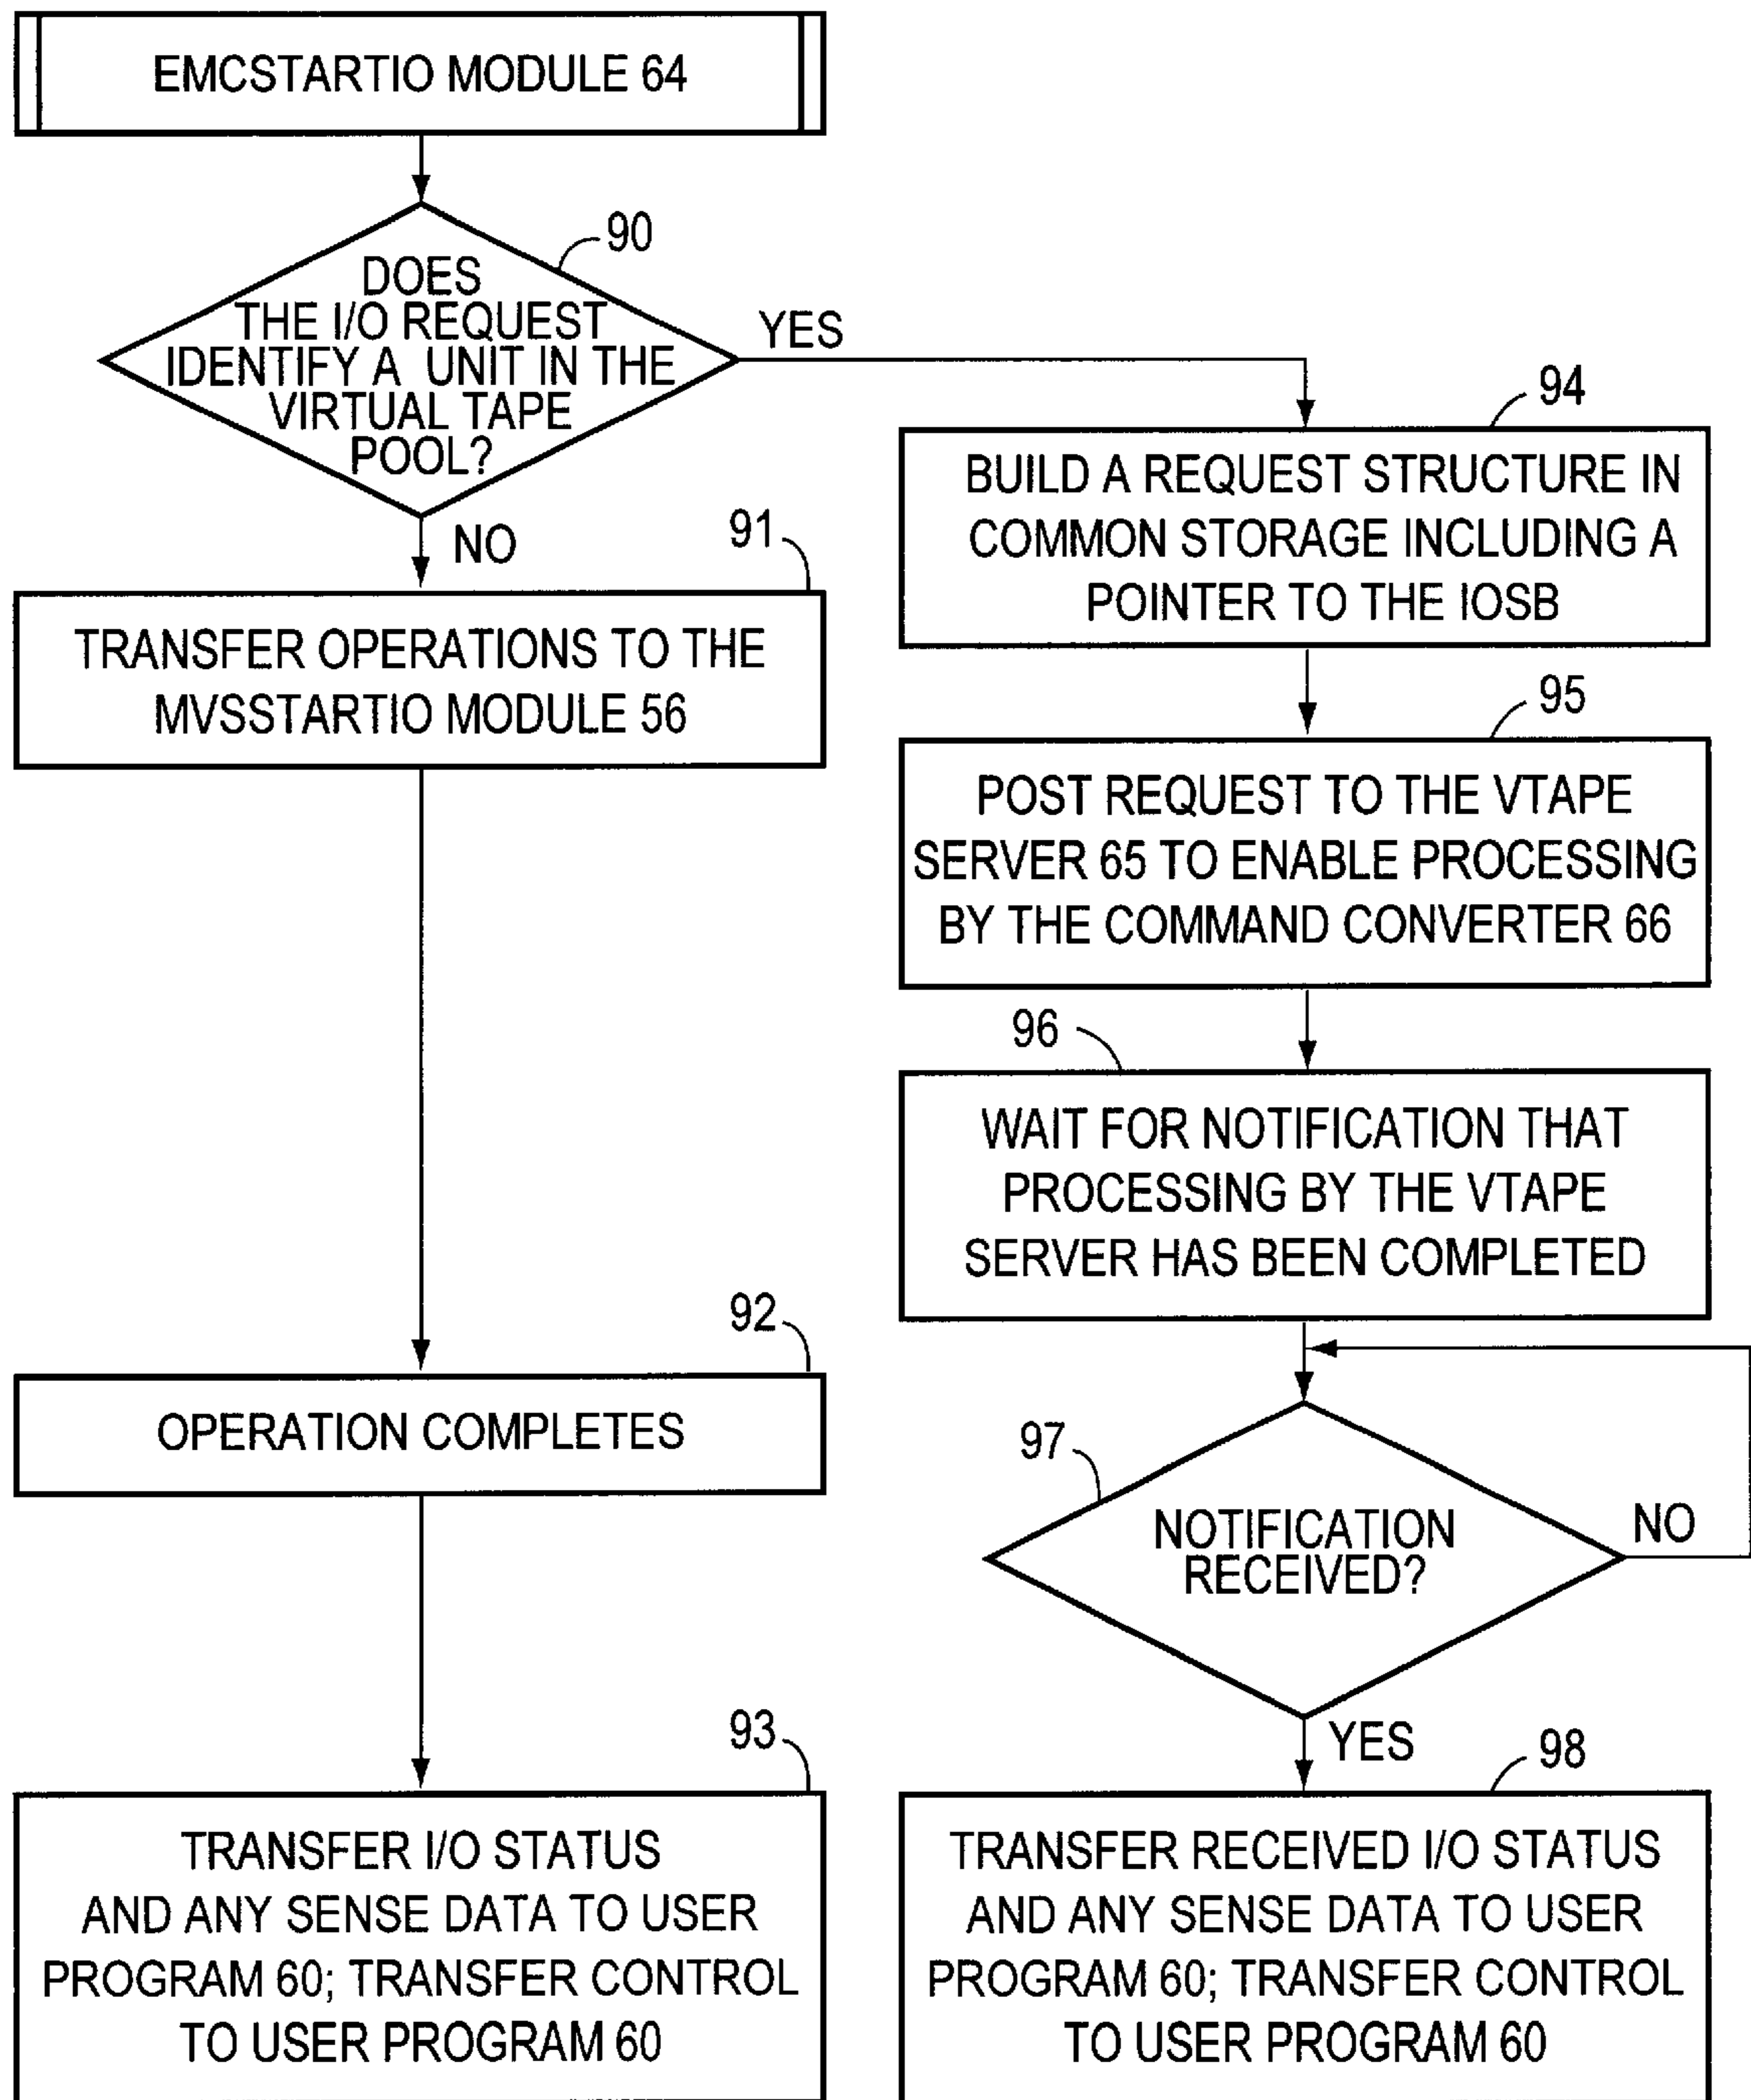 EMCSTARTIO MODULE 64
90
DOES
THE I/O REQUEST
IDENTIFY A UNIT IN THE
VIRTUAL TAPE
POOL?
YES
NO
91
TRANSFER OPERATIONS TO THE
MVSSTARTIO MODULE 56
92
OPERATION COMPLETES
93
TRANSFER I/O STATUS
AND ANY SENSE DATA TO USER
PROGRAM 60; TRANSFER CONTROL
TO USER PROGRAM 60
94
BUILD A REQUEST STRUCTURE IN
COMMON STORAGE INCLUDING A
POINTER TO THE IOSB
95
POST REQUEST TO THE VTAPE
SERVER 65 TO ENABLE PROCESSING
BY THE COMMAND CONVERTER 66
96
WAIT FOR NOTIFICATION THAT
PROCESSING BY THE VTAPE
SERVER HAS BEEN COMPLETED
97
NOTIFICATION
RECEIVED?
NO
YES
98
TRANSFER RECEIVED I/O STATUS
AND ANY SENSE DATA TO USER
PROGRAM 60; TRANSFER CONTROL
TO USER PROGRAM 60